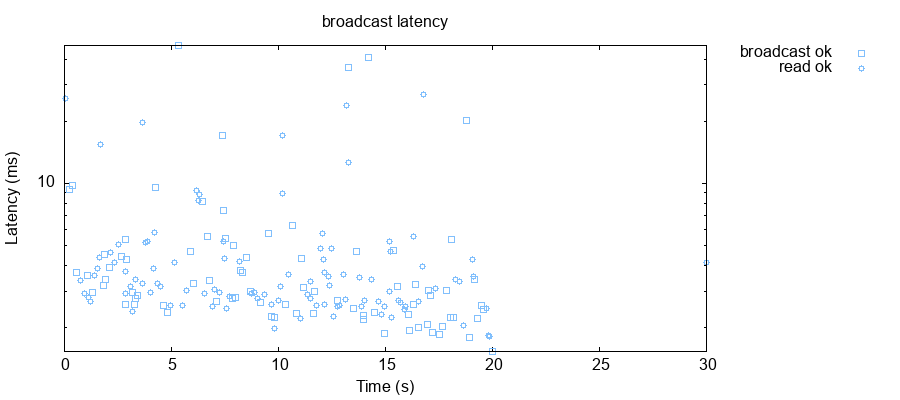 broadcast latency
broadcast ok
read ok
Latency (ms)
10
0 5 10 15 20 25 30
Time (s)